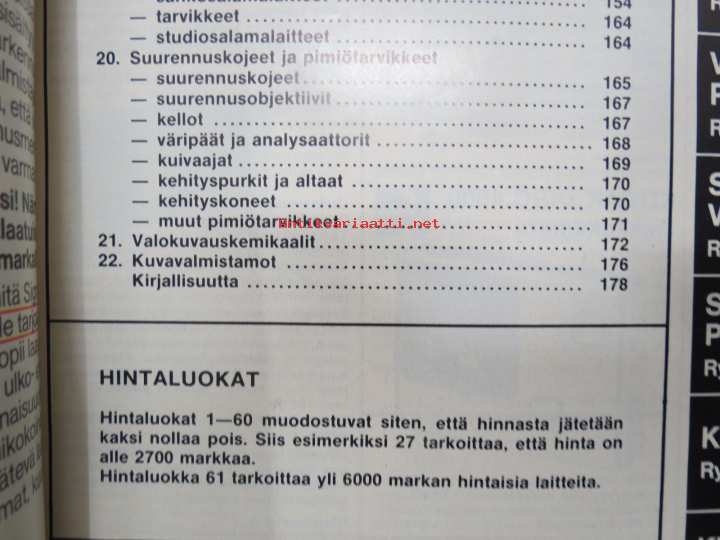 154
— tarvikkeet 164
— studiosalamalaitteet 164
20. Suurennuskojeet ja pimiötarvikkeet
— suurennuskojeet 165
— suurennusobjektiivit 167
— kellot 167
— väripäät ja analysaattorit 168
— kuivaajat 169
— kehityspurkit ja altaat 170
— kehityskoneet 170
— muut pimiötarvikkeet 171
Antikvariaatti.net
21. Valokuvauskemikaalit 172
22. Kuvavalmistamot 176
Kirjallisuutta 178
HINTALUOKAT
Hintaluokat 1—60 muodostuvat siten, että hinnasta jätetään
kaksi nollaa pois. Siis esimerkiksi 27 tarkoittaa, että hinta on
alle 2700 markkaa.
Hintaluokka 61 tarkoittaa yli 6000 markan hintaisia laitteita.